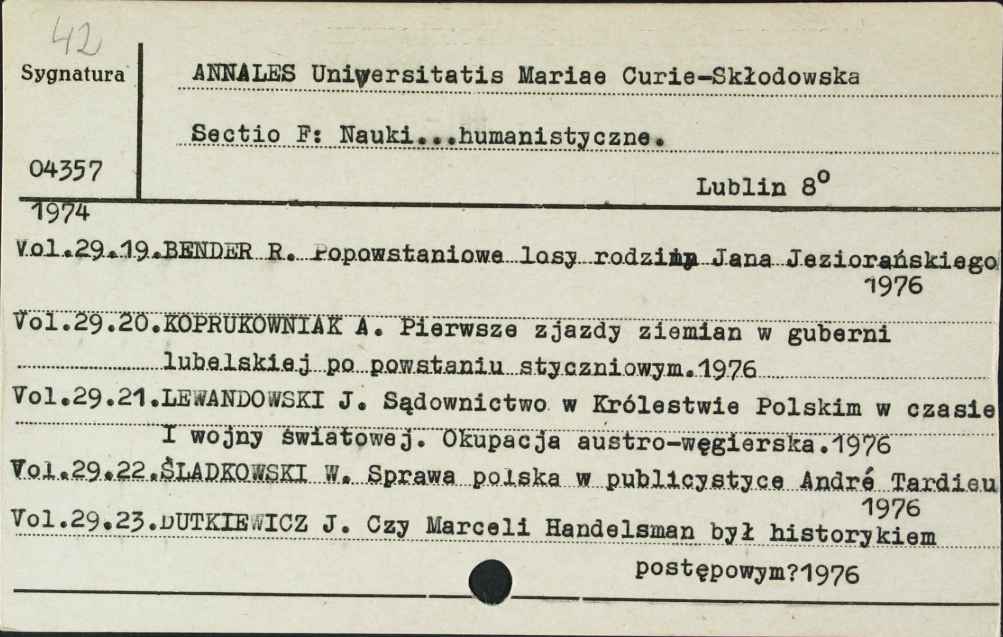 42
Sygnatura
ANNALES Uniwersitatis Mariae Curie-Skłodowska
Sectio F: Nauki...humanistyczne.
04357
Lublin 8°
1974
Vol.29.19.BENDER R. Popowstaniowe losy rodziny Jana Jeziorańskiego
1976
Vol.29.20.KOPRUKOWNIAK A. Pierwsze zjazdy ziemian w guberni
lubelskiej po powstaniu styczniowym.1976
Vol.29.21.LEWANDOWSKI J. Sądownictwo w Królestwie Polskim w czasie
I wojny światowej. Okupacja austro-węgierska.1976
Vol.29.22.ŚLADKOWSKI W. Sprawa polska w publicystyce André Tardieu
1976
Vol.29.23.DUTKIEWICZ J. Czy Marceli Handelsman był historykiem
postępowym?1976